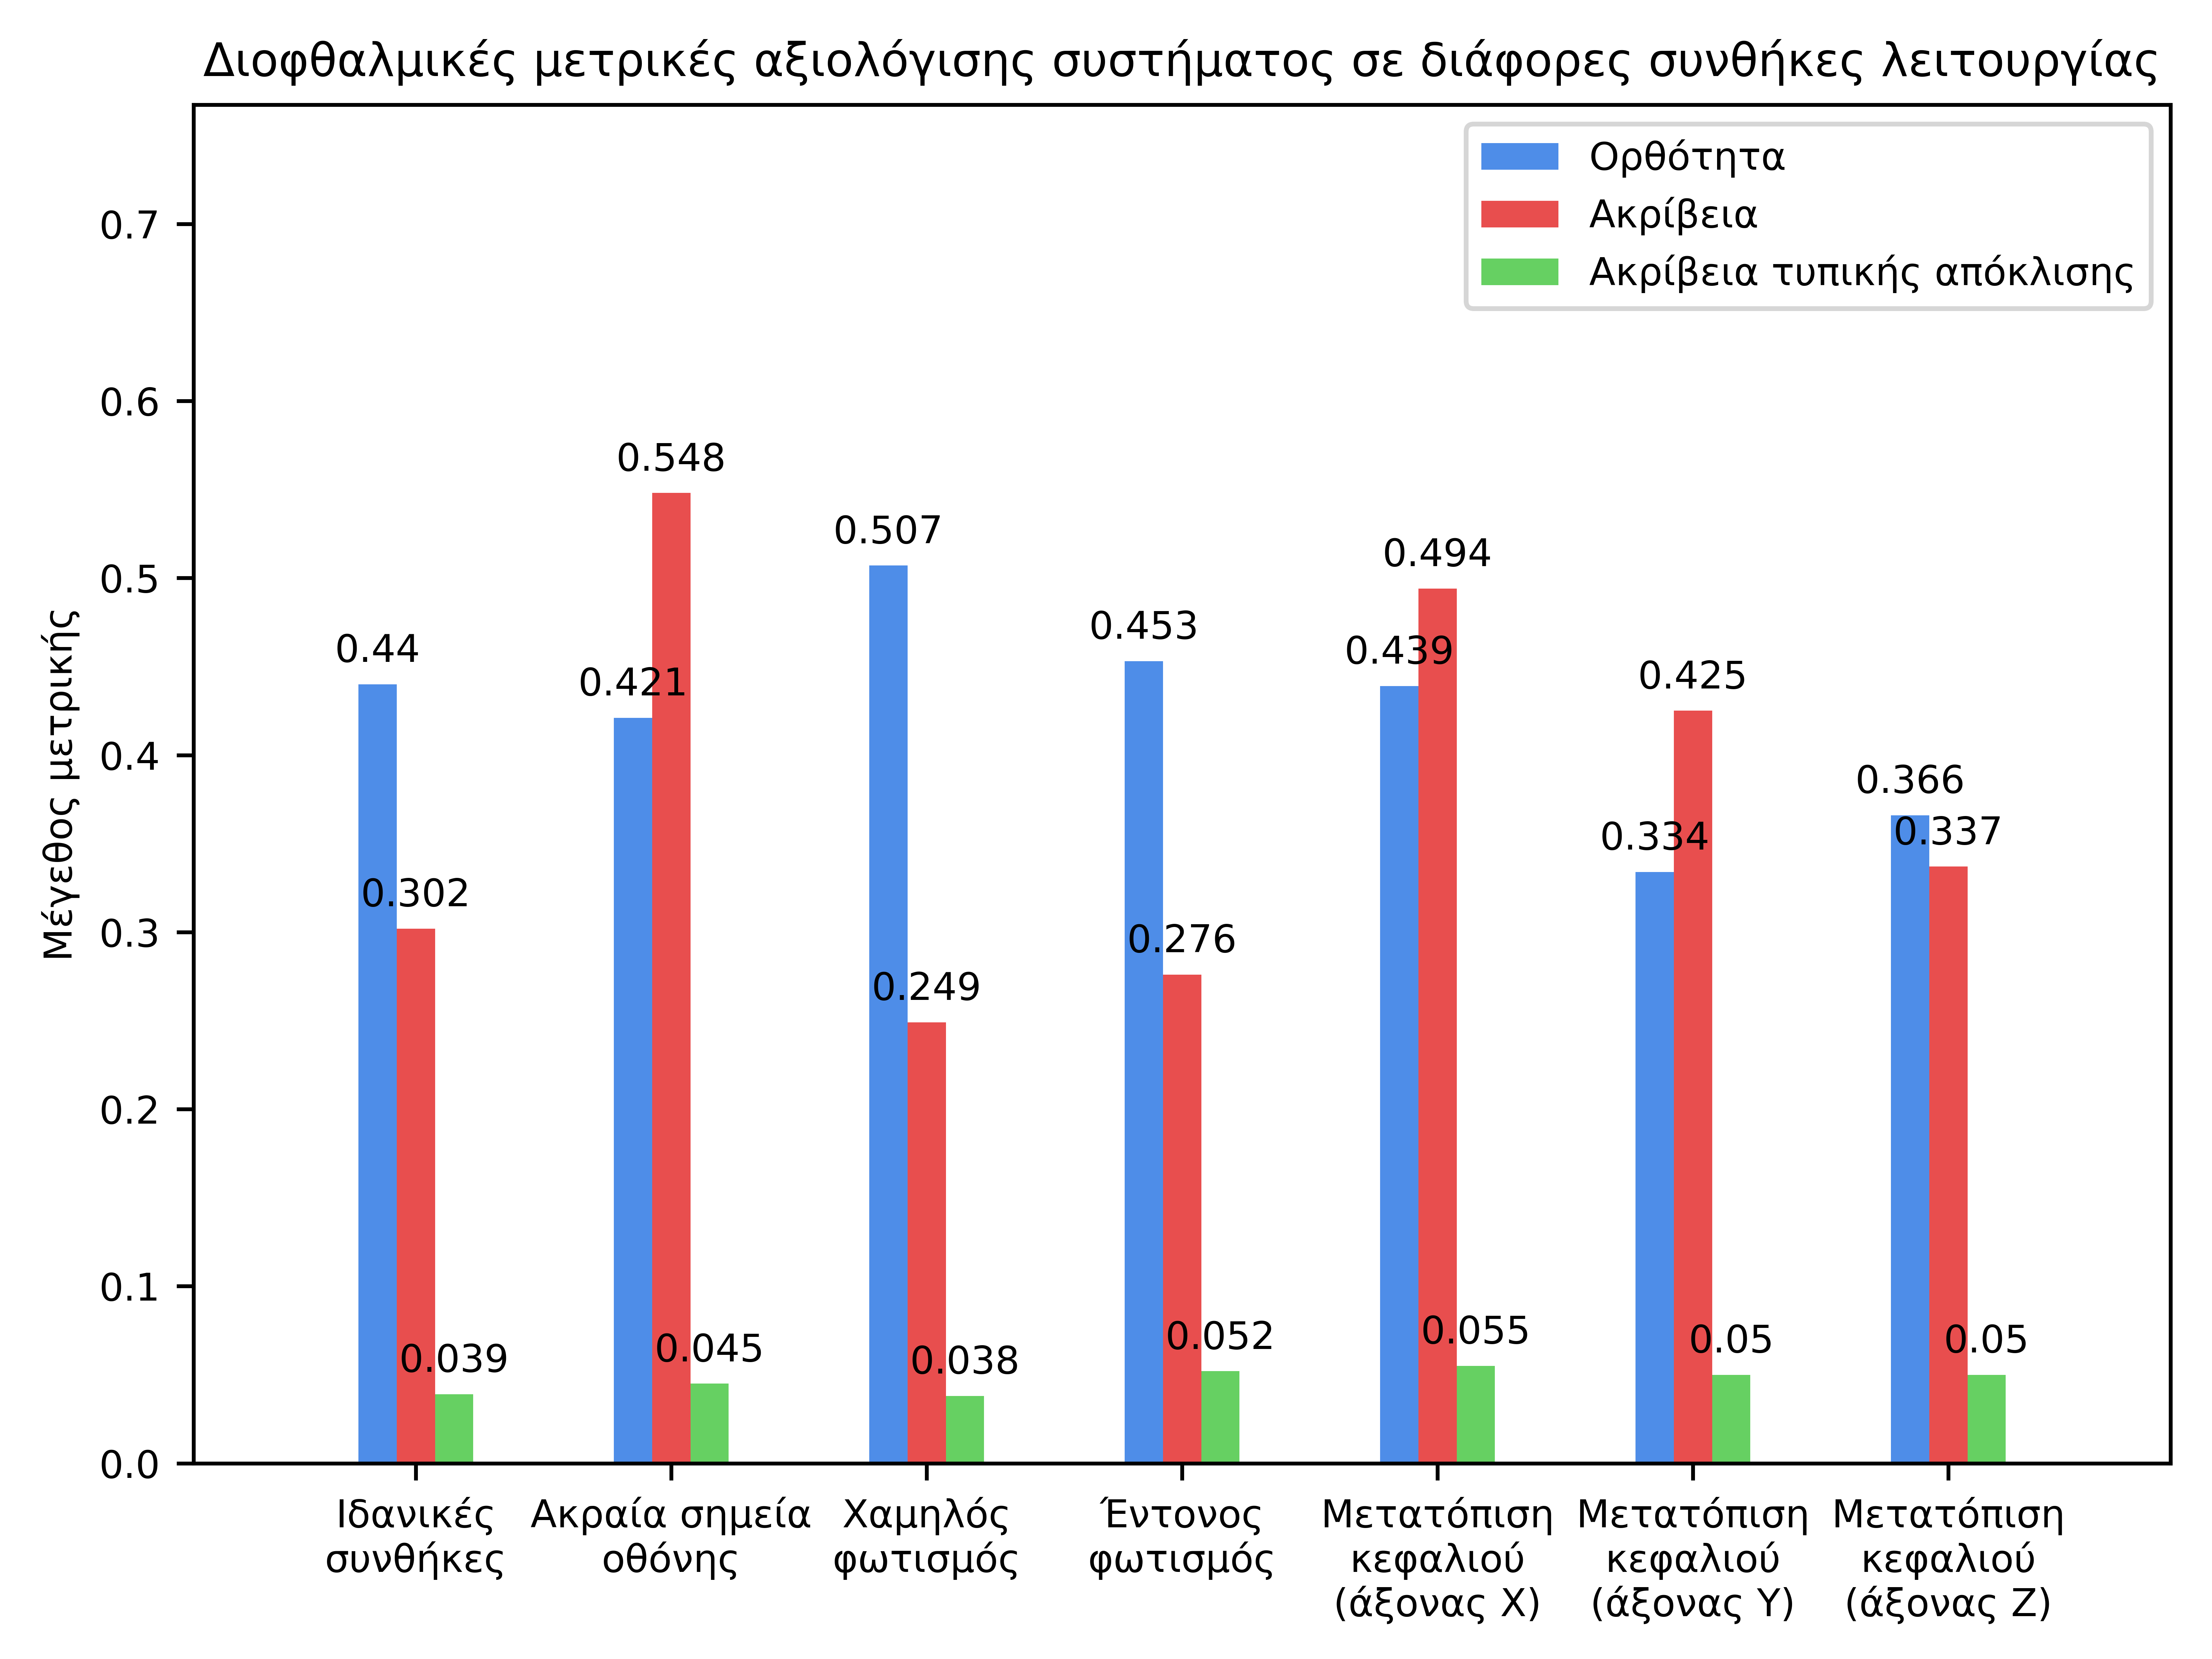 Διοφθαλμικές μετρικές αξιολόγισης συστήματος σε διάφορες συνθήκες λειτουργίας
Ορθότητα
Ακρίβεια
Ακρίβεια τυπικής απόκλισης
Μέγεθος μετρικής
0.7
0.6
0.5
0.4
0.3
0.2
0.1
0.0
0.44
0.302
0.039
0.421
0.548
0.045
0.507
0.249
0.038
0.453
0.276
0.052
0.439
0.494
0.055
0.334
0.425
0.05
0.366
0.337
0.05
Ιδανικές
συνθήκες
Ακραία σημεία
οθόνης
Χαμηλός
φωτισμός
Έντονος
φωτισμός
Μετατόπιση
κεφαλιού
(άξονας X)
Μετατόπιση
κεφαλιού
(άξονας Y)
Μετατόπιση
κεφαλιού
(άξονας Z)